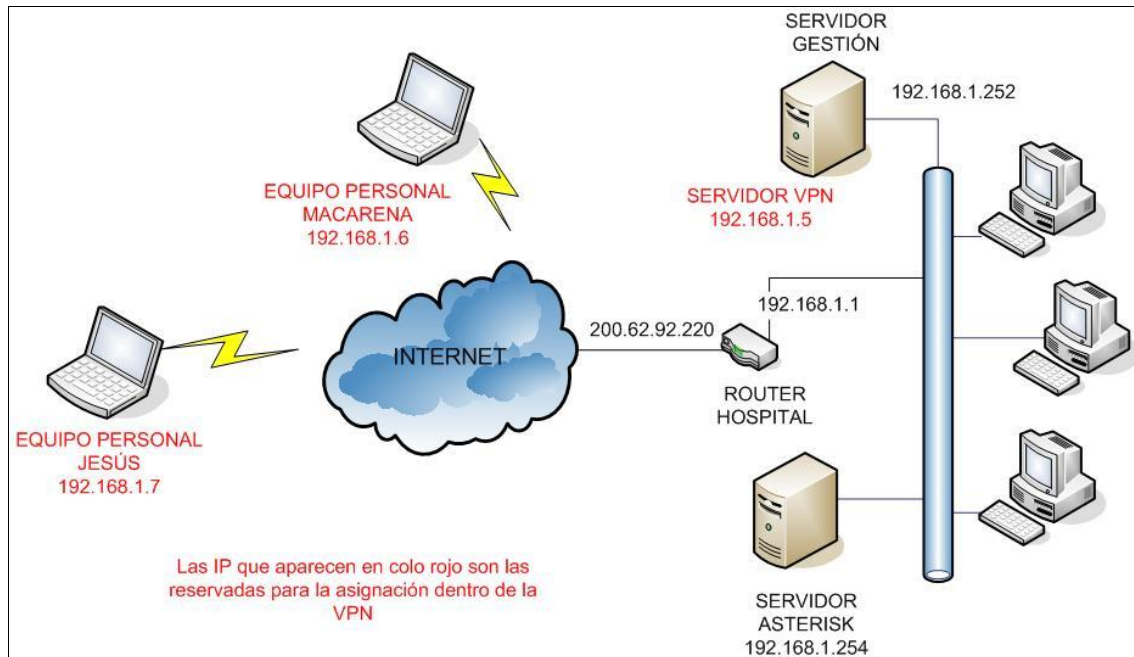 SERVIDOR
GESTIÓN
192.168.1.252
EQUIPO PERSONAL
MACARENA
192.168.1.6
SERVIDOR VPN
192.168.1.5
192.168.1.1
200.62.92.220
INTERNET
ROUTER
HOSPITAL
EQUIPO PERSONAL
JESÚS
192.168.1.7
Las IP que aparecen en colo rojo son las
reservadas para la asignación dentro de la
VPN
SERVIDOR
ASTERISK
192.168.1.254